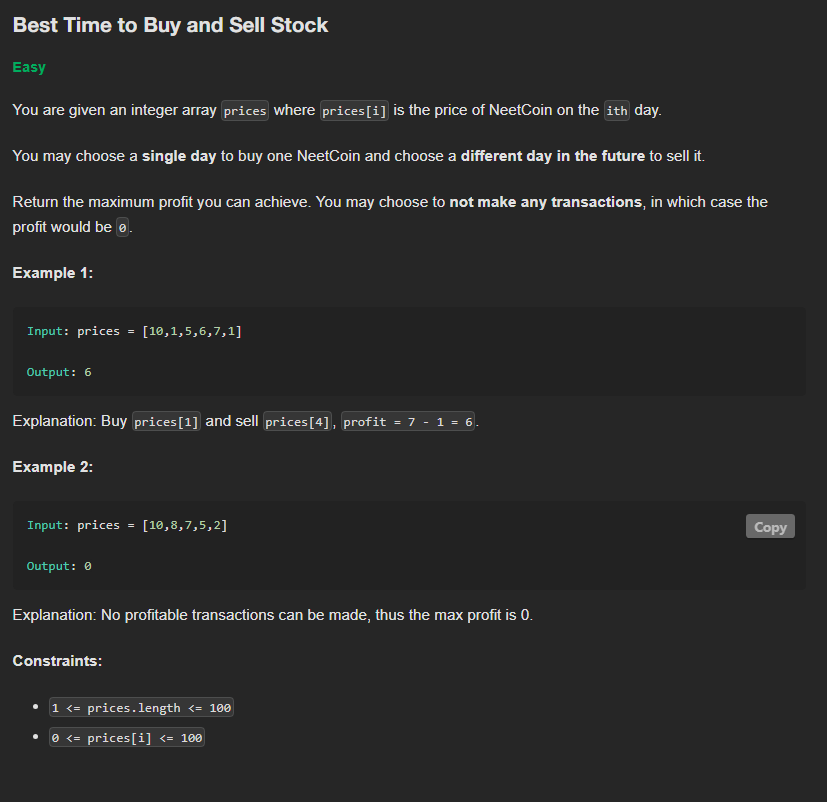 Best Time to Buy and Sell Stock
Easy
You are given an integer array prices where prices[i] is the price of NeetCoin on the ith day.
You may choose a single day to buy one NeetCoin and choose a different day in the future to sell it.
Return the maximum profit you can achieve. You may choose to not make any transactions, in which case the
profit would be 0.
Example 1:
Input: prices = [10,1,5,6,7,1]
Output: 6
Explanation: Buy prices[1] and sell prices[4], profit = 7 - 1 = 6.
Example 2:
Input: prices = [10,8,7,5,2]
Copy
Output: 0
Explanation: No profitable transactions can be made, thus the max profit is 0.
Constraints:
• 1 <= prices.length <= 100
• 0 <= prices[i] <= 100